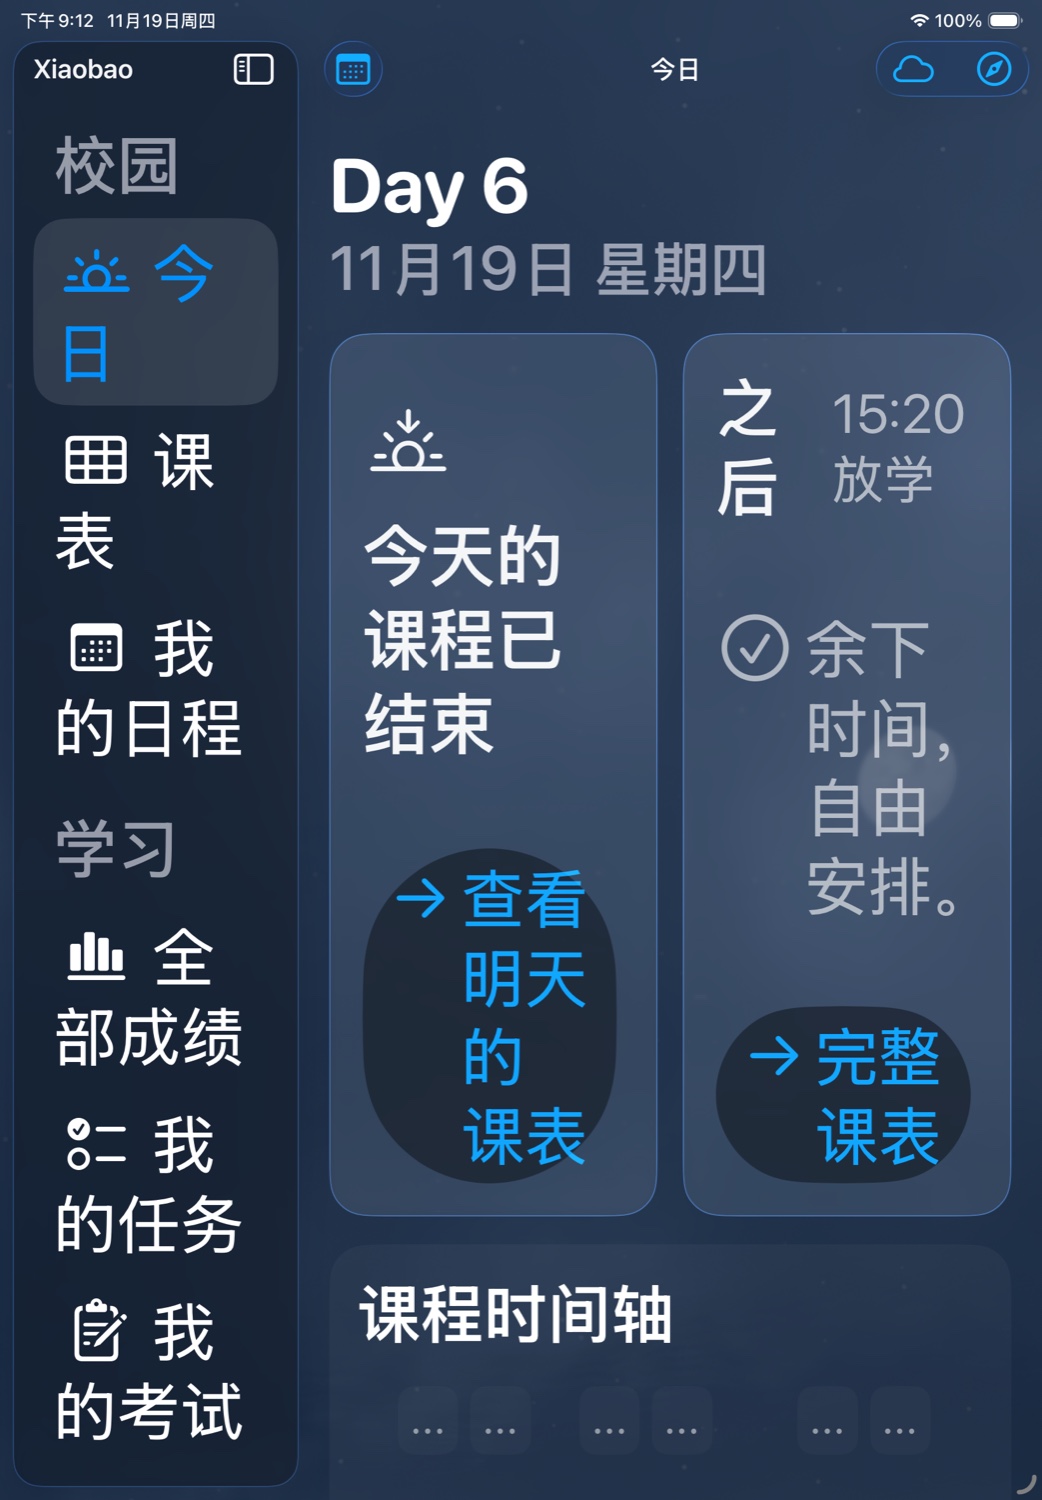 下午9:12 11月19日周四
100%
Xiaobao
今日
校园
今
日
课
表
我
的日程
学习
全
部成绩
我
的任务
我
的考试
Day 6
11月19日 星期四
今天的
课程已
结束
查看
明天
的
课表
之
后
15:20
放学
余下
时间，
自由
安排。
完整
课表
课程时间轴
... ... ... ... ... ...